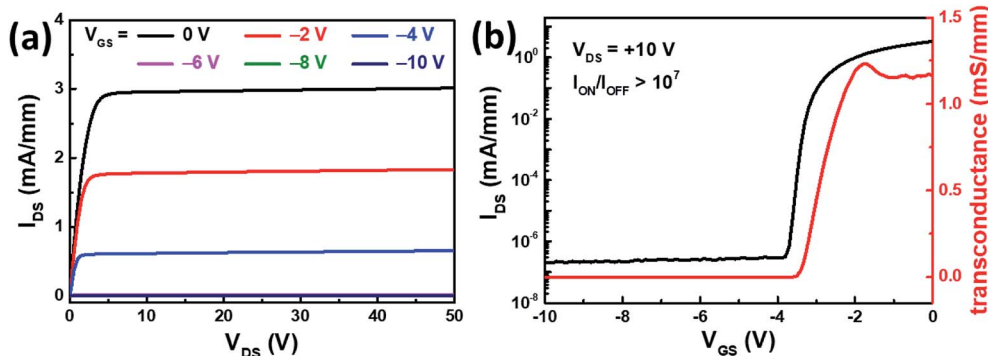 (a)
V_GS = 0 V −2 V −4 V
−6 V −8 V −10 V
I_DS (mA/mm)
4
3
2
1
0
0 10 20 30 40 50
V_DS (V)
(b)
V_DS = +10 V
I_ON/I_OFF > 10^7
I_DS (mA/mm)
10^0
10^-2
10^-4
10^-6
10^-8
-10 -8 -6 -4 -2 0
V_GS (V)
1.5
1.0
0.5
0.0
transconductance (mS/mm)